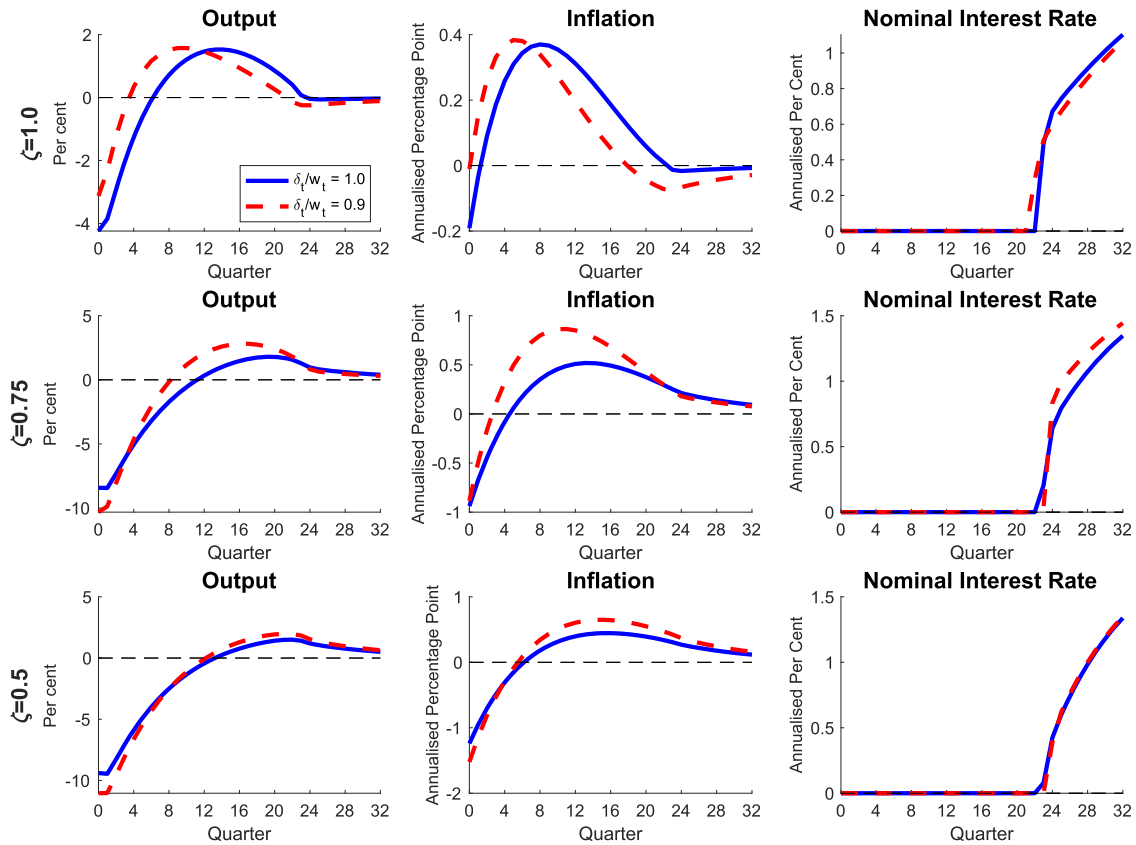 Output
Inflation
Nominal Interest Rate
ζ=1.0
Per cent
2
0
-2
-4
δt/wt = 1.0
δt/wt = 0.9
0 4 8 12 16 20 24 28 32
Quarter
Annualised Percentage Point
0.4
0.2
0
-0.2
0 4 8 12 16 20 24 28 32
Quarter
Annualised Per Cent
1
0.8
0.6
0.4
0.2
0
0 4 8 12 16 20 24 28 32
Quarter
Output
Inflation
Nominal Interest Rate
ζ=0.75
Per cent
5
0
-5
-10
0 4 8 12 16 20 24 28 32
Quarter
Annualised Percentage Point
1
0.5
0
-0.5
-1
0 4 8 12 16 20 24 28 32
Quarter
Annualised Per Cent
1.5
1
0.5
0
0 4 8 12 16 20 24 28 32
Quarter
Output
Inflation
Nominal Interest Rate
ζ=0.5
Per cent
5
0
-5
-10
0 4 8 12 16 20 24 28 32
Quarter
Annualised Percentage Point
1
0
-1
-2
0 4 8 12 16 20 24 28 32
Quarter
Annualised Per Cent
1.5
1
0.5
0
0 4 8 12 16 20 24 28 32
Quarter